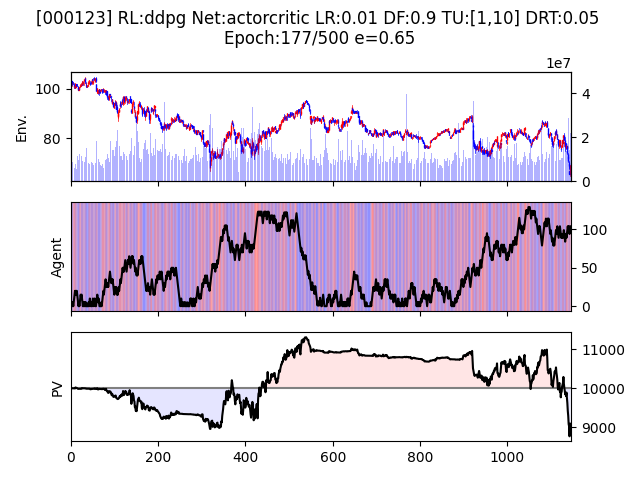 [000123] RL:ddpg Net:actorcritic LR:0.01 DF:0.9 TU:[1,10] DRT:0.05
Epoch:177/500 e=0.65
1e7
Env.
100
80
4
2
0
Agent
100
50
0
PV
11000
10000
9000
0
200
400
600
800
1000